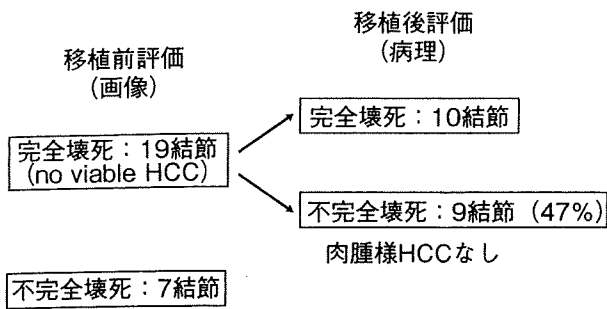 移植前評価
(画像)
移植後評価
(病理)
完全壊死：19結節
(no viable HCC)
完全壊死：10結節
不完全壊死：9結節 (47%)
肉腫様HCCなし
不完全壊死：7結節